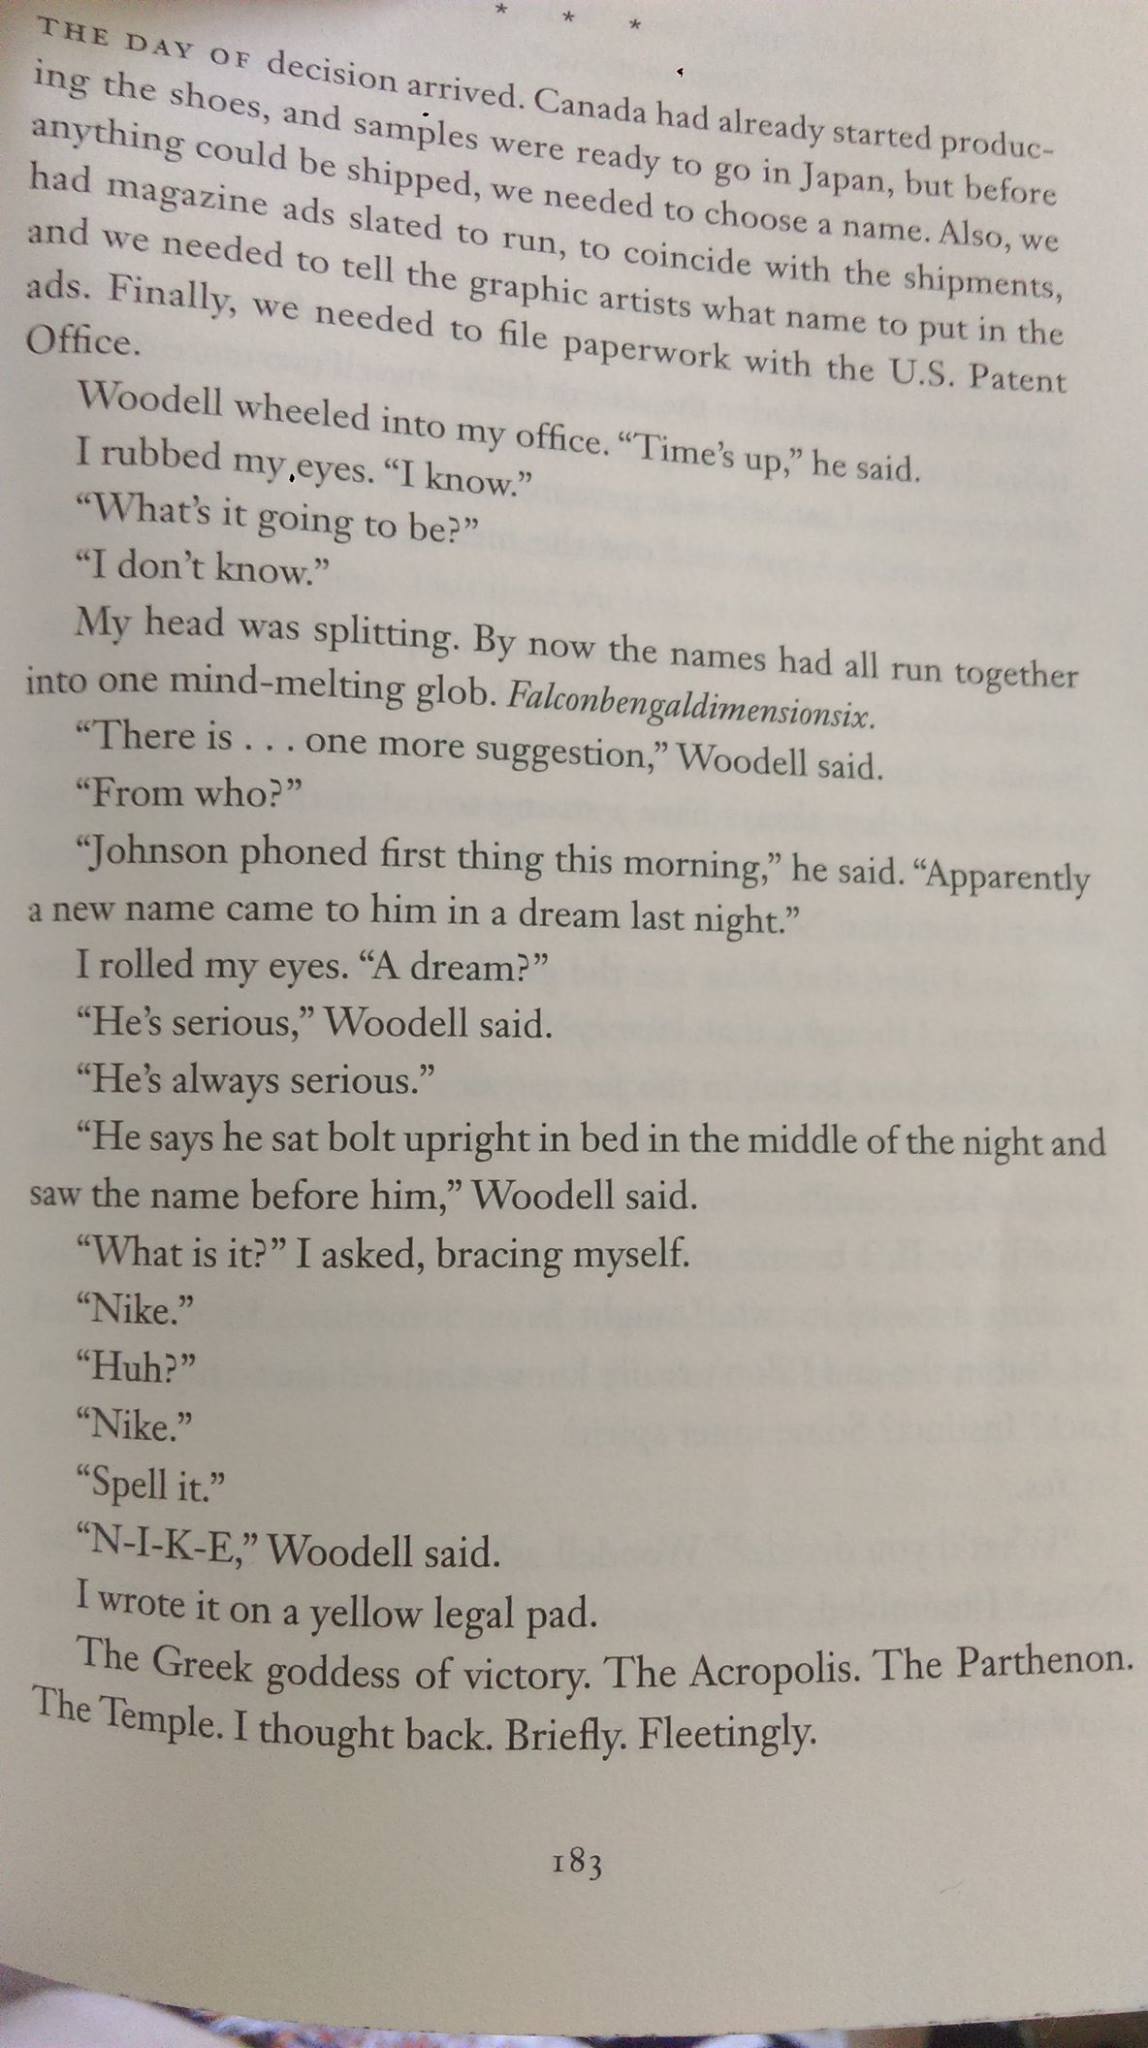 * * *
THE DAY OF decision arrived. Canada had already started produc-
ing the shoes, and samples were ready to go in Japan, but before
anything could be shipped, we needed to choose a name. Also, we
had magazine ads slated to run, to coincide with the shipments,
and we needed to tell the graphic artists what name to put in the
ads. Finally, we needed to file paperwork with the U.S. Patent
Office.
Woodell wheeled into my office. “Time’s up,” he said.
I rubbed my eyes. “I know.”
“What’s it going to be?”
“I don’t know.”
My head was splitting. By now the names had all run together
into one mind-melting glob. Falconbengaldimensionsix.
“There is . . . one more suggestion,” Woodell said.
“From who?”
“Johnson phoned first thing this morning,” he said. “Apparently
a new name came to him in a dream last night.”
I rolled my eyes. “A dream?”
“He’s serious,” Woodell said.
“He’s always serious.”
“He says he sat bolt upright in bed in the middle of the night and
saw the name before him,” Woodell said.
“What is it?” I asked, bracing myself.
“Nike.”
“Huh?”
“Nike.”
“Spell it.”
“N-I-K-E,” Woodell said.
I wrote it on a yellow legal pad.
The Greek goddess of victory. The Acropolis. The Parthenon.
The Temple. I thought back. Briefly. Fleetingly.
183